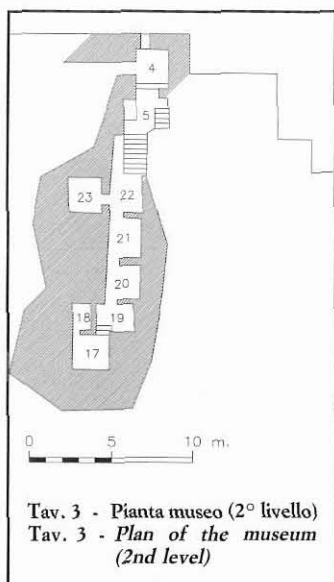 4
5
23 22
21
20
18 19
17
0 5 10 m.
Tav. 3 - Pianta museo (2° livello)
Tav. 3 - Plan of the museum
(2nd level)